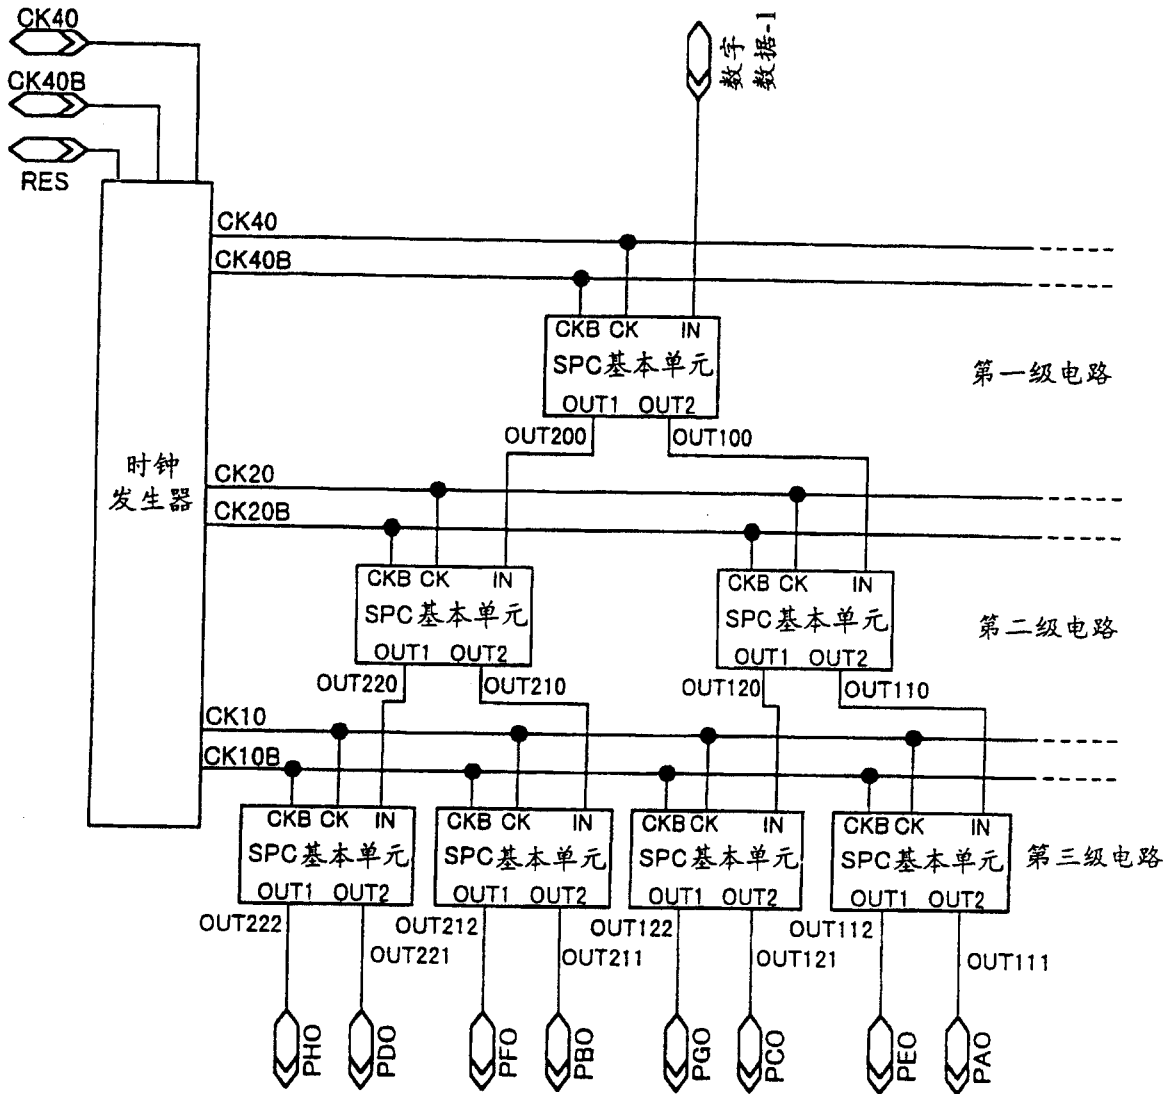 CK40
CK40B
RES
数字
数据-1
CK40
CK40B
CKB CK IN
SPC基本单元
OUT1 OUT2
第一级电路
OUT200
OUT100
时钟
发生器
CK20
CK20B
CKB CK IN
SPC基本单元
OUT1 OUT2
CKB CK IN
SPC基本单元
OUT1 OUT2
第二级电路
OUT220
OUT210
OUT120
OUT110
CK10
CK10B
CKB CK IN
SPC基本单元
OUT1 OUT2
CKB CK IN
SPC基本单元
OUT1 OUT2
CKB CK IN
SPC基本单元
OUT1 OUT2
CKB CK IN
SPC基本单元
OUT1 OUT2
第三级电路
OUT222
OUT221
OUT212
OUT211
OUT122
OUT121
OUT112
OUT111
PHO
PDO
PFO
PBO
PGO
PCO
PEO
PAO